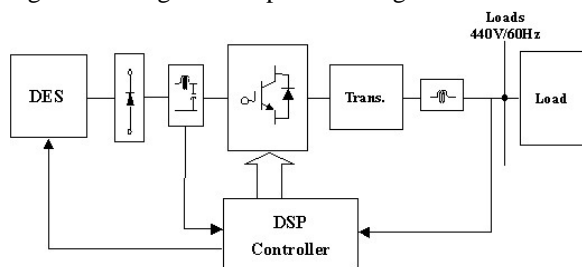 Loads
440V/60Hz
DES
Trans.
Load
DSP
Controller